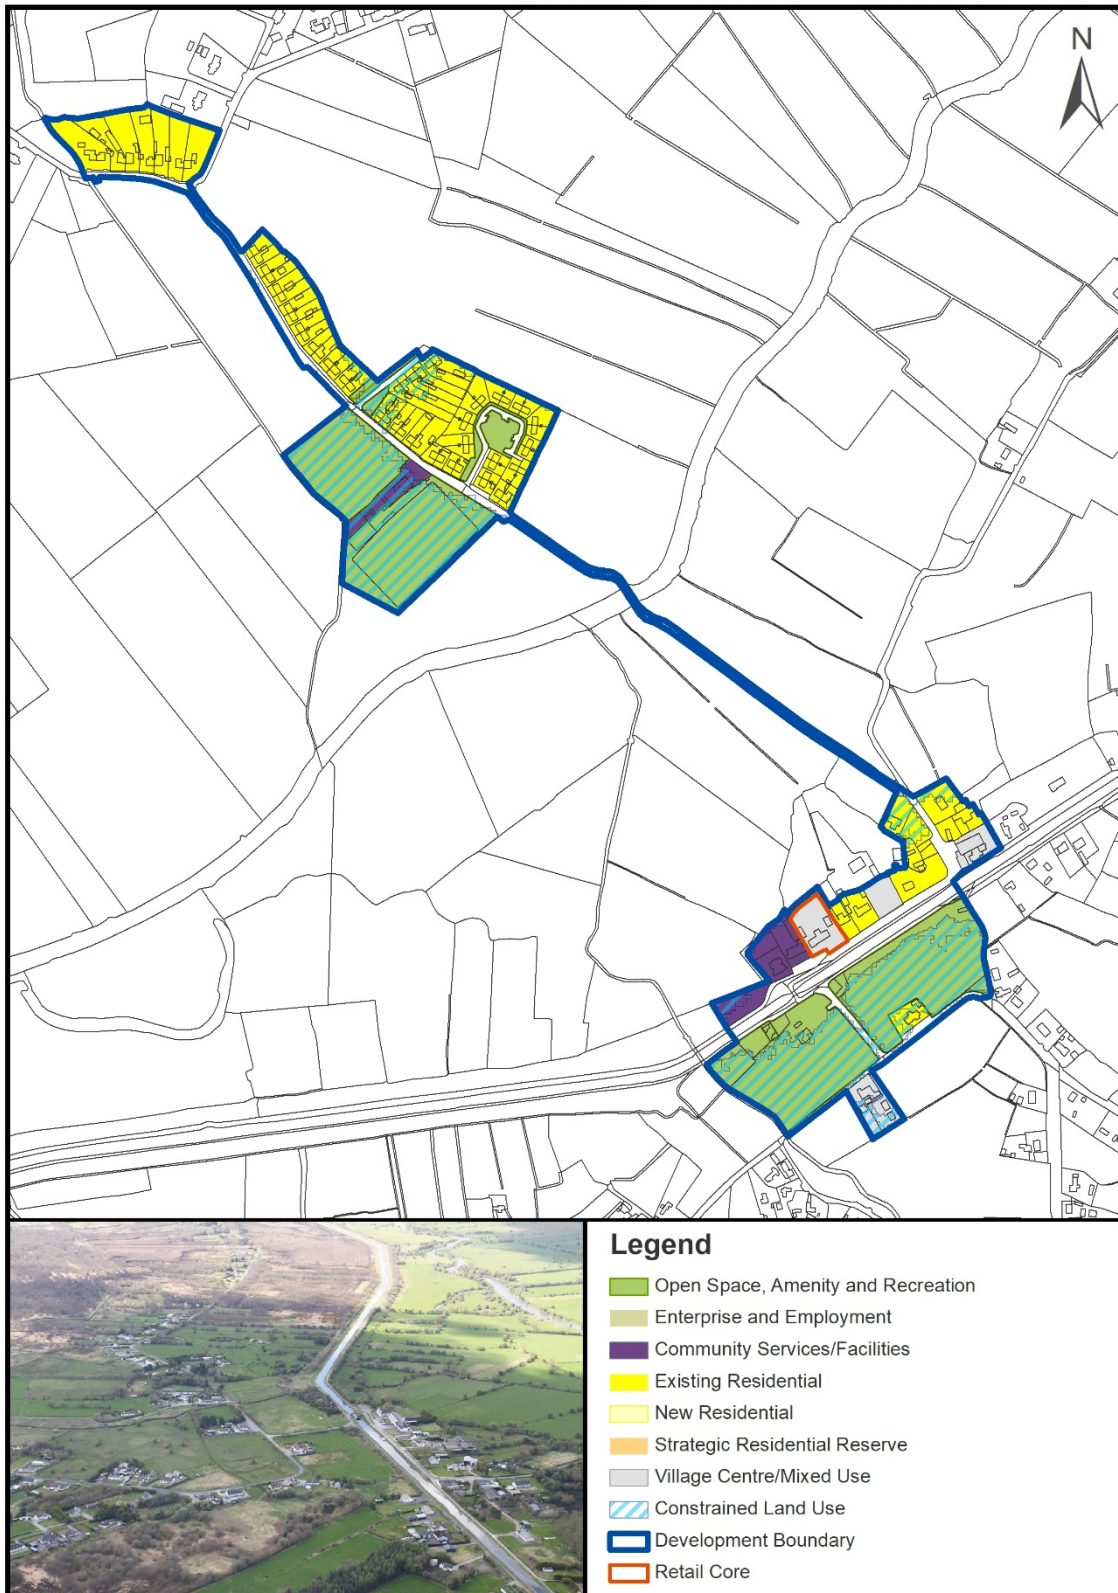 N
Legend
Open Space, Amenity and Recreation
Enterprise and Employment
Community Services/Facilities
Existing Residential
New Residential
Strategic Residential Reserve
Village Centre/Mixed Use
Constrained Land Use
Development Boundary
Retail Core